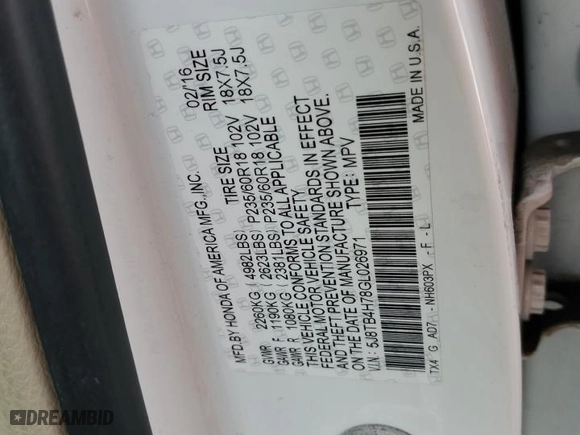 MFD.BY HONDA OF AMERICA MFG.,INC. 02/'16
TIRE SIZE RIM SIZE
GVWR 2260KG ( 4982LBS)
GAWR F 1190KG ( 2623LBS) P235/60R18 102V 18X7.5J
GAWR R 1080KG ( 2381LBS) P235/60R18 102V 18X7.5J
THIS VEHICLE CONFORMS TO ALL APPLICABLE
FEDERAL MOTOR VEHICLE SAFETY
AND THEFT PREVENTION STANDARDS IN EFFECT
ON THE DATE OF MANUFACTURE SHOWN ABOVE.
V.I.N.: 5J8TB4H78GL026971 TYPE: MPV
TX4 G AD7 - NH603PX - F - L MADE IN U.S.A.
DREAMBID